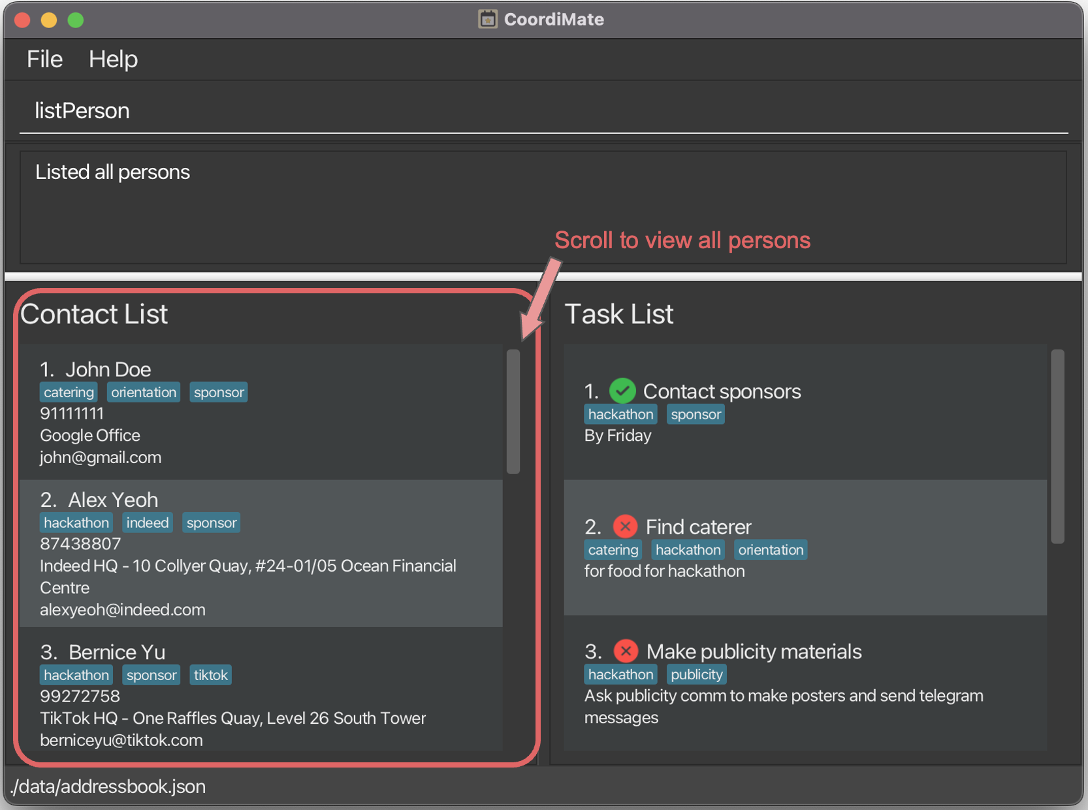 CoordiMate
File Help
listPerson
Listed all persons
Scroll to view all persons
Contact List
1. John Doe
catering orientation sponsor
91111111
Google Office
john@gmail.com
2. Alex Yeoh
hackathon indeed sponsor
87438807
Indeed HQ - 10 Collyer Quay, #24-01/05 Ocean Financial
Centre
alexyeoh@indeed.com
3. Bernice Yu
hackathon sponsor tiktok
99272758
TikTok HQ - One Raffles Quay, Level 26 South Tower
berniceyu@tiktok.com
Task List
1. Contact sponsors
hackathon sponsor
By Friday
2. Find caterer
catering hackathon orientation
for food for hackathon
3. Make publicity materials
hackathon publicity
Ask publicity comm to make posters and send telegram
messages
./data/addressbook.json